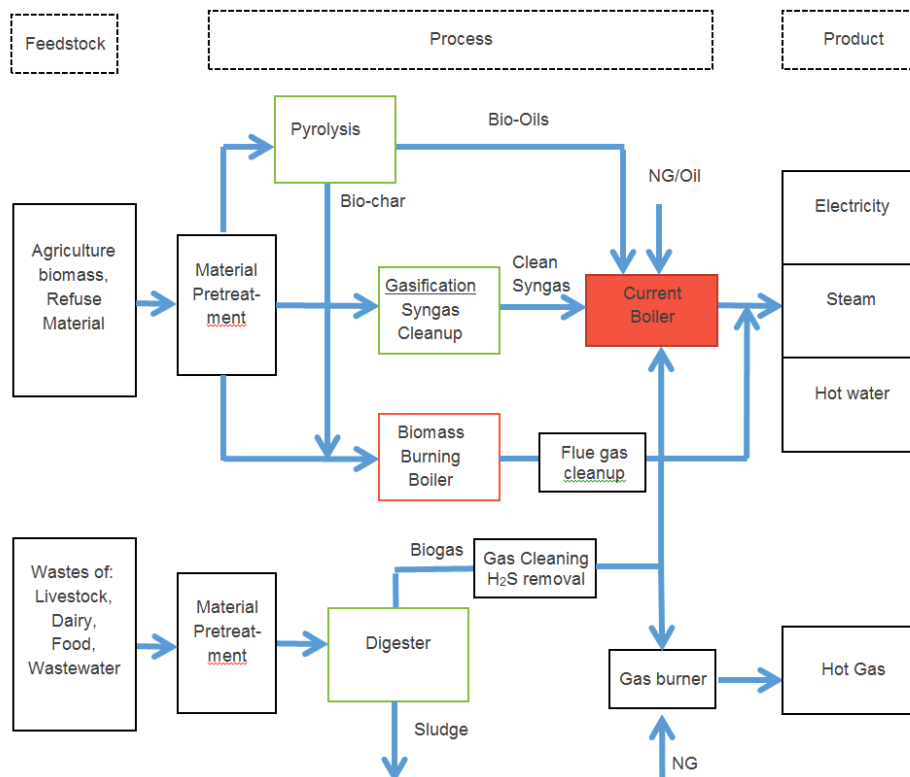 Feedstock
Process
Product
Pyrolysis
Bio-Oils
NG/Oil
Bio-char
Electricity
Agriculture
biomass,
Refuse
Material
Material
Pretreat-
ment
Gasification
Syngas
Cleanup
Clean
Syngas
Current
Boiler
Steam
Hot water
Biomass
Burning
Boiler
Flue gas
cleanup
Biogas
Gas Cleaning
H₂S removal
Wastes of:
Livestock,
Dairy,
Food,
Wastewater
Material
Pretreat-
ment
Digester
Gas burner
Hot Gas
Sludge
NG